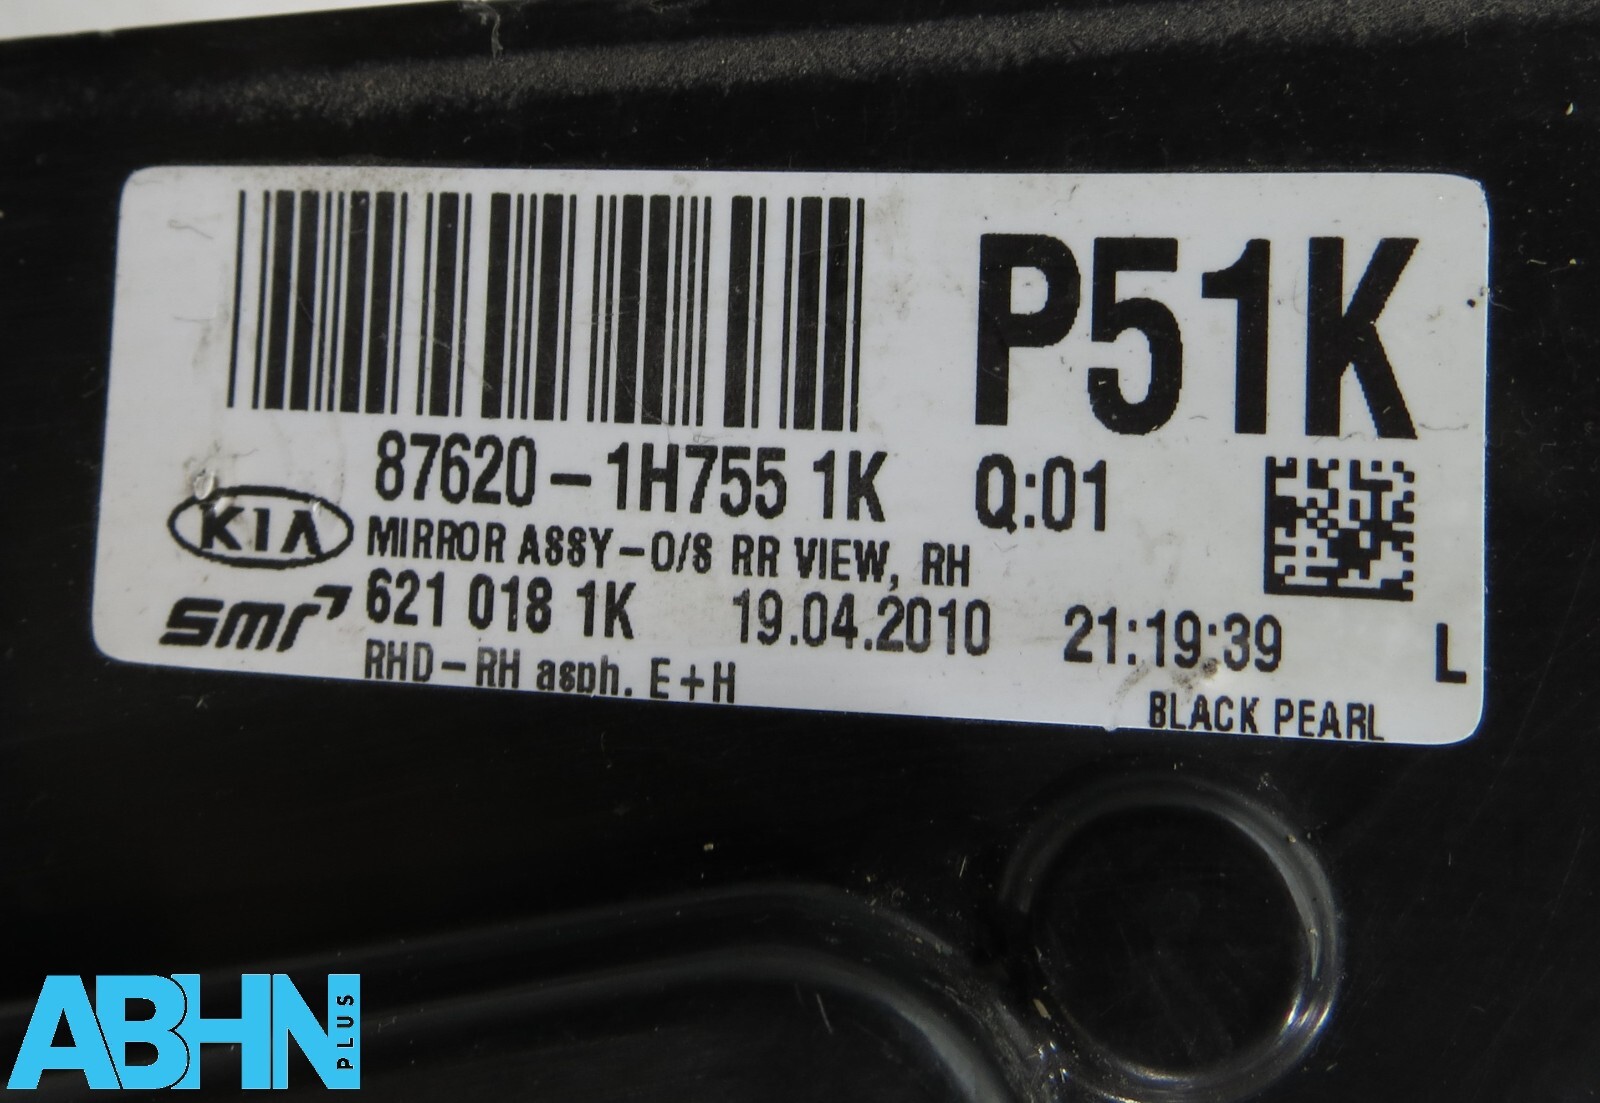 P51K
87620-1H755 1K Q:01
KIA MIRROR ASSY-O/S RR VIEW, RH
smr 621 018 1K 19.04.2010 21:19:39 L
RHD-RH asph. E+H
BLACK PEARL
ABHN PLUS